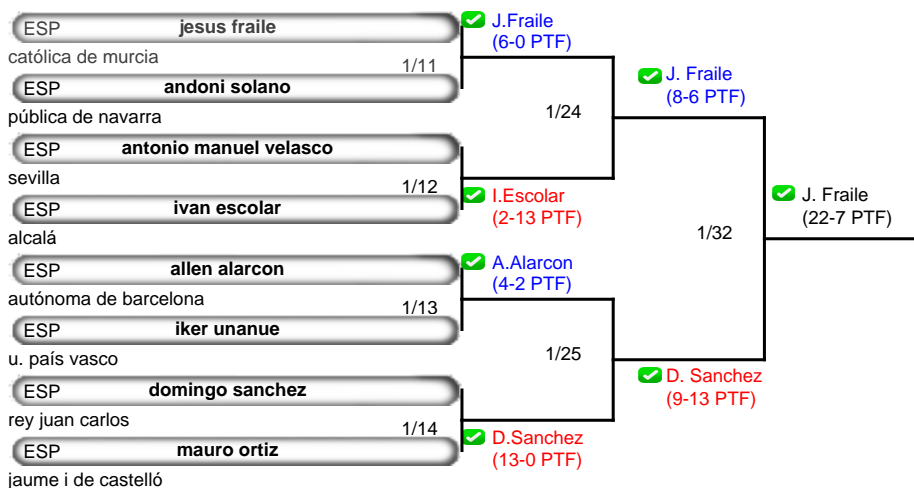 ESP jesus fraile
católica de murcia
1/11
ESP andoni solano
pública de navarra
ESP antonio manuel velasco
sevilla
1/12
ESP ivan escolar
alcalá
ESP allen alarcon
autónoma de barcelona
1/13
ESP iker unanue
u. país vasco
ESP domingo sanchez
rey juan carlos
1/14
ESP mauro ortiz
jaume i de castelló
J.Fraile
(6-0 PTF)
1/24
I.Escolar
(2-13 PTF)
A.Alarcon
(4-2 PTF)
1/25
D.Sanchez
(13-0 PTF)
J. Fraile
(8-6 PTF)
1/32
D. Sanchez
(9-13 PTF)
J. Fraile
(22-7 PTF)